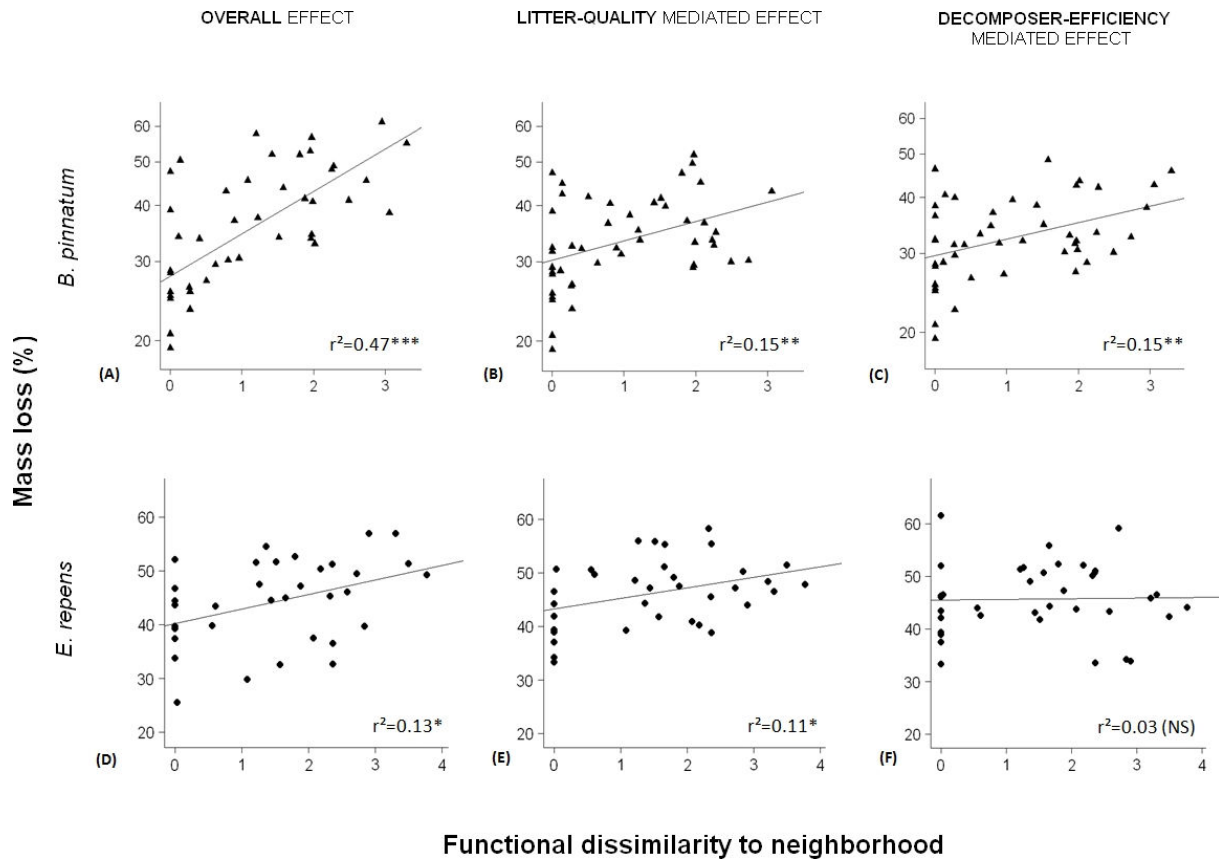 OVERALL EFFECT
LITTER-QUALITY MEDIATED EFFECT
DECOMPOSER-EFFICIENCY
MEDIATED EFFECT
Mass loss (%)
B. pinnatum
60
50
40
30
20
r²=0.47***
(A)
0 1 2 3
60
50
40
30
20
r²=0.15**
(B)
0 1 2 3
60
50
40
30
20
r²=0.15**
(C)
0 1 2 3
E. repens
60
50
40
30
20
r²=0.13*
(D)
0 1 2 3 4
60
50
40
30
20
r²=0.11*
(E)
0 1 2 3 4
60
50
40
30
20
r²=0.03 (NS)
(F)
0 1 2 3 4
Functional dissimilarity to neighborhood